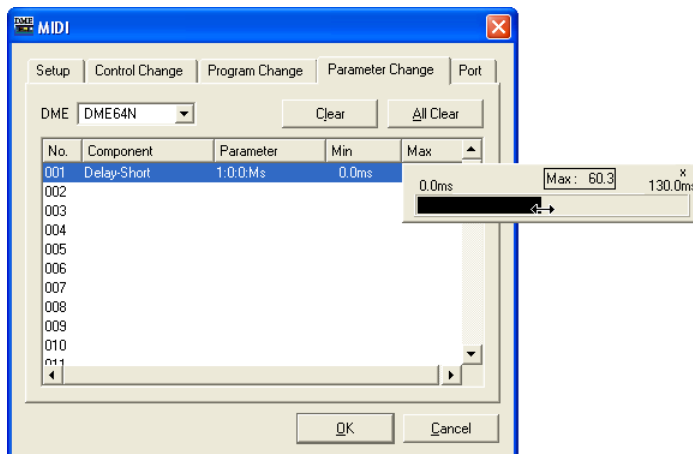 DME MIDI
Setup Control Change Program Change Parameter Change Port
DME DME64N Clear All Clear
No. Component Parameter Min Max
001 Delay-Short 1:0:0:Ms 0.0ms
0.0ms Max: 60.3 x 130.0ms
002
003
004
005
006
007
008
009
010
011
OK Cancel